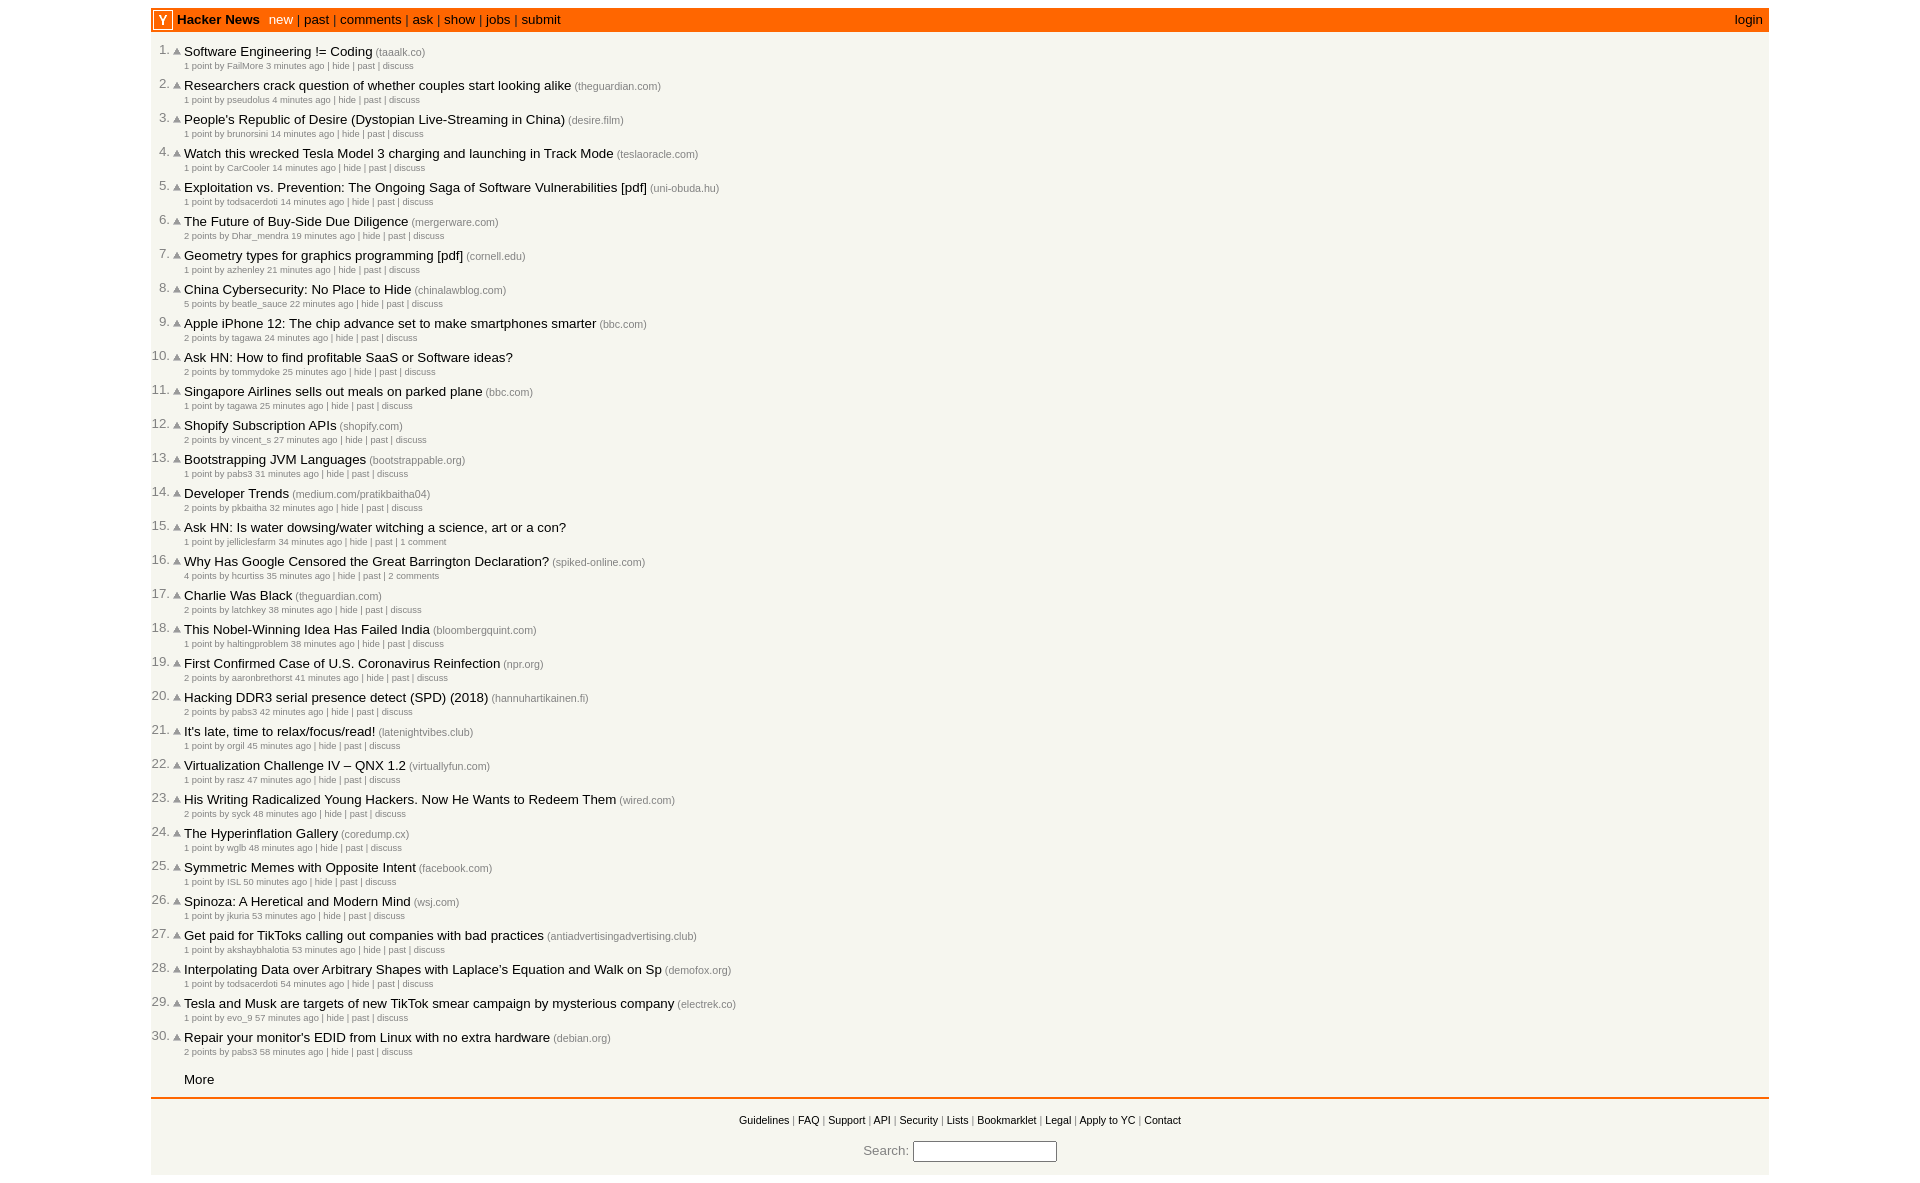 Y Hacker News new | past | comments | ask | show | jobs | submit login
1. Software Engineering != Coding (taaalk.co)
1 point by FailMore 3 minutes ago | hide | past | discuss
2. Researchers crack question of whether couples start looking alike (theguardian.com)
1 point by pseudolus 4 minutes ago | hide | past | discuss
3. People's Republic of Desire (Dystopian Live-Streaming in China) (desire.film)
1 point by brunorsini 14 minutes ago | hide | past | discuss
4. Watch this wrecked Tesla Model 3 charging and launching in Track Mode (teslaoracle.com)
1 point by CarCooler 14 minutes ago | hide | past | discuss
5. Exploitation vs. Prevention: The Ongoing Saga of Software Vulnerabilities [pdf] (uni-obuda.hu)
1 point by todsacerdoti 14 minutes ago | hide | past | discuss
6. The Future of Buy-Side Due Diligence (mergerware.com)
2 points by Dhar_mendra 19 minutes ago | hide | past | discuss
7. Geometry types for graphics programming [pdf] (cornell.edu)
1 point by azhenley 21 minutes ago | hide | past | discuss
8. China Cybersecurity: No Place to Hide (chinalawblog.com)
5 points by beatle_sauce 22 minutes ago | hide | past | discuss
9. Apple iPhone 12: The chip advance set to make smartphones smarter (bbc.com)
2 points by tagawa 24 minutes ago | hide | past | discuss
10. Ask HN: How to find profitable SaaS or Software ideas?
2 points by tommydoke 25 minutes ago | hide | past | discuss
11. Singapore Airlines sells out meals on parked plane (bbc.com)
1 point by tagawa 25 minutes ago | hide | past | discuss
12. Shopify Subscription APIs (shopify.com)
2 points by vincent_s 27 minutes ago | hide | past | discuss
13. Bootstrapping JVM Languages (bootstrappable.org)
1 point by pabs3 31 minutes ago | hide | past | discuss
14. Developer Trends (medium.com/pratikbaitha04)
2 points by pkbaitha 32 minutes ago | hide | past | discuss
15. Ask HN: Is water dowsing/water witching a science, art or a con?
1 point by jelliclesfarm 34 minutes ago | hide | past | 1 comment
16. Why Has Google Censored the Great Barrington Declaration? (spiked-online.com)
4 points by hcurtiss 35 minutes ago | hide | past | 2 comments
17. Charlie Was Black (theguardian.com)
2 points by latchkey 38 minutes ago | hide | past | discuss
18. This Nobel-Winning Idea Has Failed India (bloombergquint.com)
1 point by haltingproblem 38 minutes ago | hide | past | discuss
19. First Confirmed Case of U.S. Coronavirus Reinfection (npr.org)
2 points by aaronbrethorst 41 minutes ago | hide | past | discuss
20. Hacking DDR3 serial presence detect (SPD) (2018) (hannuhartikainen.fi)
2 points by pabs3 42 minutes ago | hide | past | discuss
21. It's late, time to relax/focus/read! (latenightvibes.club)
1 point by orgil 45 minutes ago | hide | past | discuss
22. Virtualization Challenge IV – QNX 1.2 (virtuallyfun.com)
1 point by rasz 47 minutes ago | hide | past | discuss
23. His Writing Radicalized Young Hackers. Now He Wants to Redeem Them (wired.com)
2 points by syck 48 minutes ago | hide | past | discuss
24. The Hyperinflation Gallery (coredump.cx)
1 point by wglb 48 minutes ago | hide | past | discuss
25. Symmetric Memes with Opposite Intent (facebook.com)
1 point by ISL 50 minutes ago | hide | past | discuss
26. Spinoza: A Heretical and Modern Mind (wsj.com)
1 point by jkuria 53 minutes ago | hide | past | discuss
27. Get paid for TikToks calling out companies with bad practices (antiadvertisingadvertising.club)
1 point by akshaybhalotia 53 minutes ago | hide | past | discuss
28. Interpolating Data over Arbitrary Shapes with Laplace's Equation and Walk on Sp (demofox.org)
1 point by todsacerdoti 54 minutes ago | hide | past | discuss
29. Tesla and Musk are targets of new TikTok smear campaign by mysterious company (electrek.co)
1 point by evo_9 57 minutes ago | hide | past | discuss
30. Repair your monitor's EDID from Linux with no extra hardware (debian.org)
2 points by pabs3 58 minutes ago | hide | past | discuss
More
Guidelines | FAQ | Support | API | Security | Lists | Bookmarklet | Legal | Apply to YC | Contact
Search: